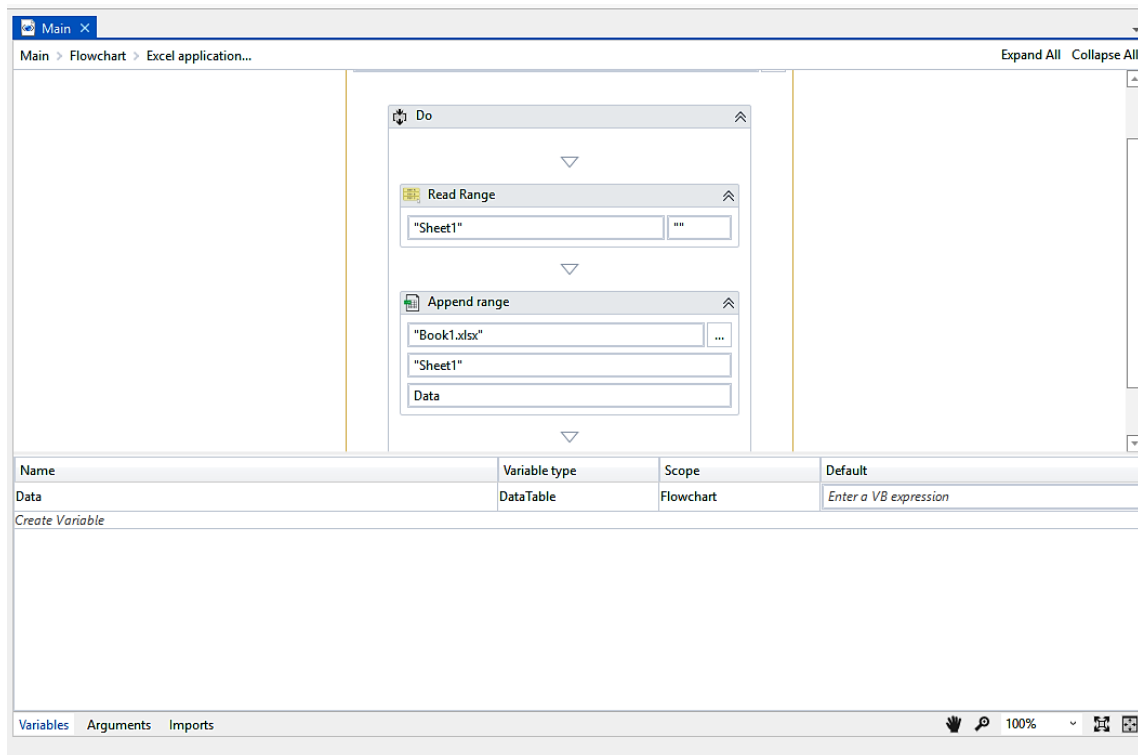 Main
Main > Flowchart > Excel application... Expand All Collapse All
Do
Read Range
"Sheet1" ""
Append range
"Book1.xlsx" ...
"Sheet1"
Data
Name Variable type Scope Default
Data DataTable Flowchart Enter a VB expression
Create Variable
Variables Arguments Imports 100%